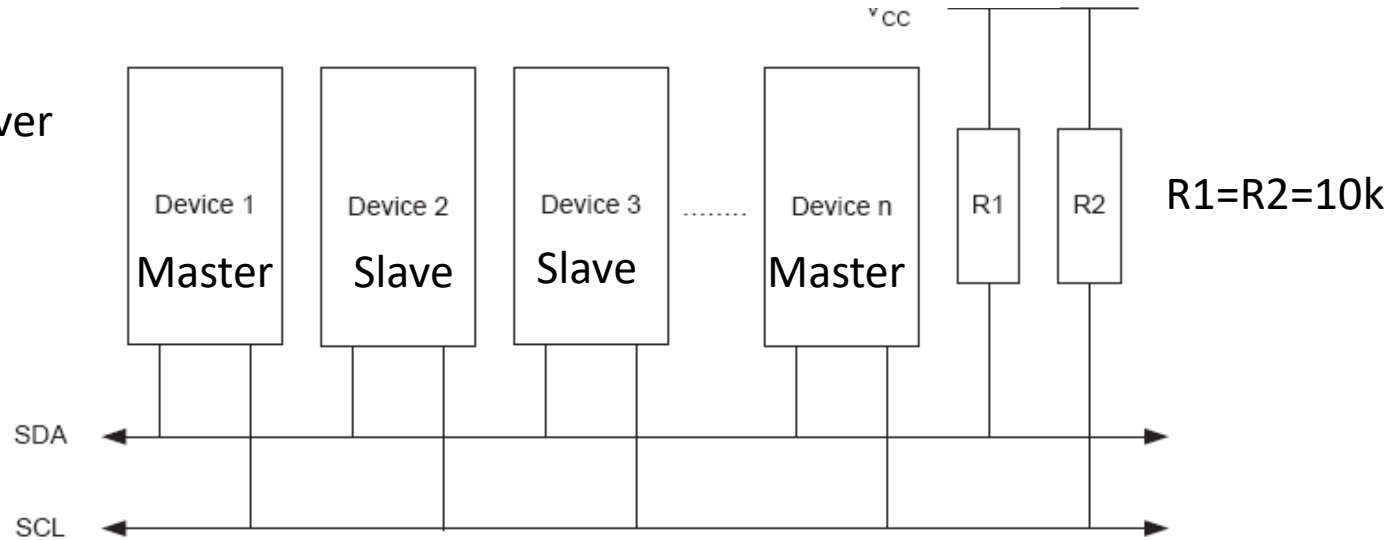 VCC
Device 1 Device 2 Device 3 ........ Device n R1 R2 R1=R2=10k
Master Slave Slave Master
SDA
SCL